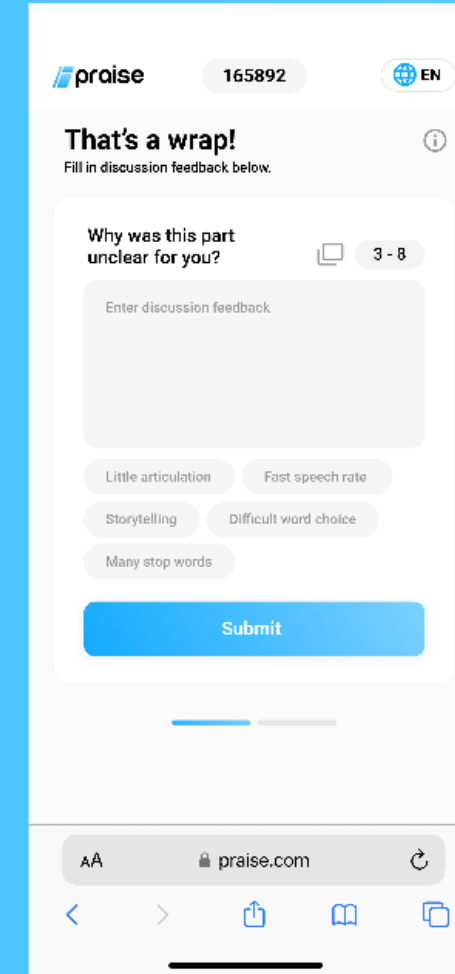 praise
165892
EN
That's a wrap!
Fill in discussion feedback below.
Why was this part
unclear for you?
3 - 8
Enter discussion feedback
Little articulation
Fast speech rate
Storytelling
Difficult word choice
Many stop words
Submit
AA
praise.com